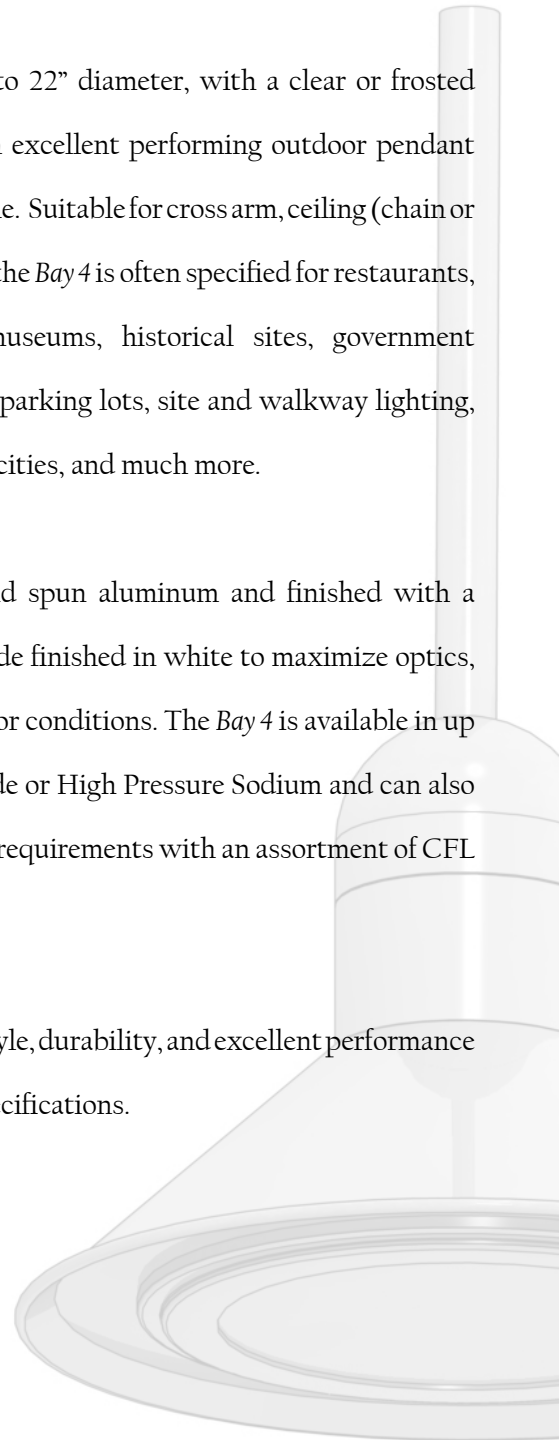 to 22” diameter, with a clear or frosted
excellent performing outdoor pendant
e. Suitable for cross arm, ceiling (chain or
the Bay 4 is often specified for restaurants,
museums, historical sites, government
parking lots, site and walkway lighting,
cities, and much more.
d spun aluminum and finished with a
de finished in white to maximize optics,
or conditions. The Bay 4 is available in up
de or High Pressure Sodium and can also
requirements with an assortment of CFL
yle, durability, and excellent performance
cifications.